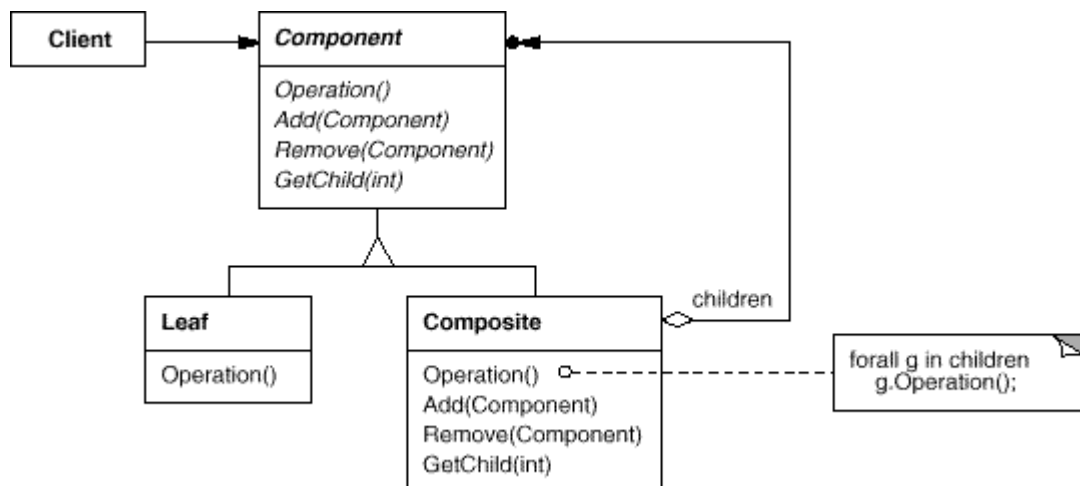 Client
Component
Operation()
Add(Component)
Remove(Component)
GetChild(int)
Leaf
Operation()
Composite
Operation()
Add(Component)
Remove(Component)
GetChild(int)
children
forall g in children
g.Operation();